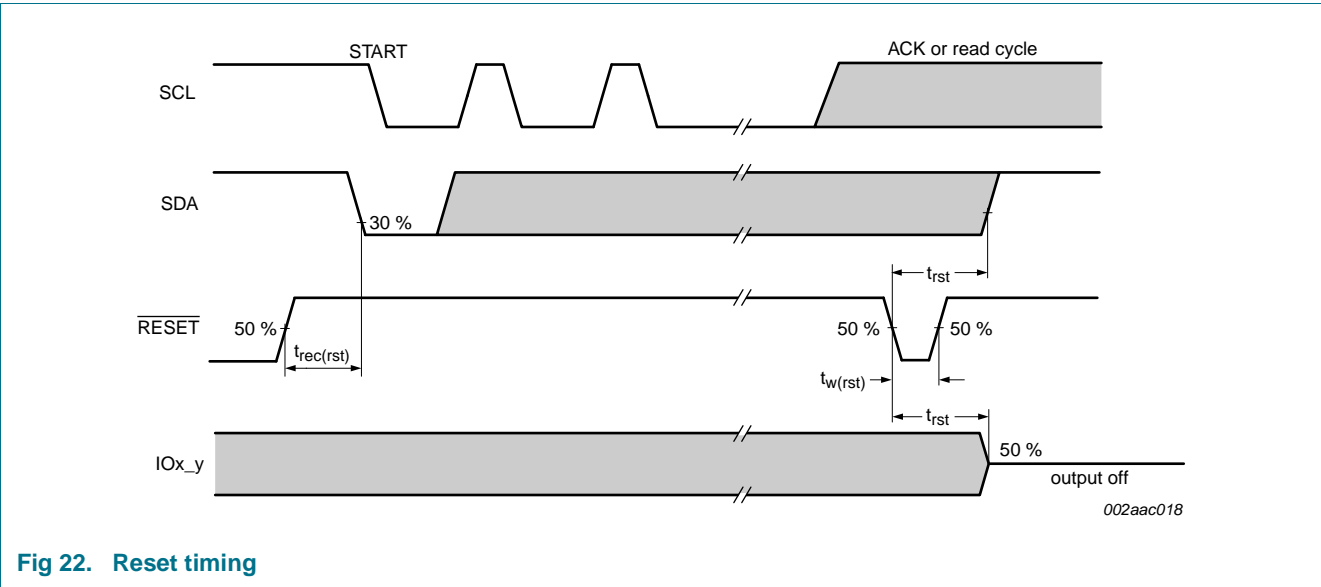 START
ACK or read cycle
SCL
SDA
30 %
trst
RESET
50 %
50 %
50 %
trec(rst)
tw(rst)
trst
IOx_y
50 %
output off
002aac018
Fig 22. Reset timing